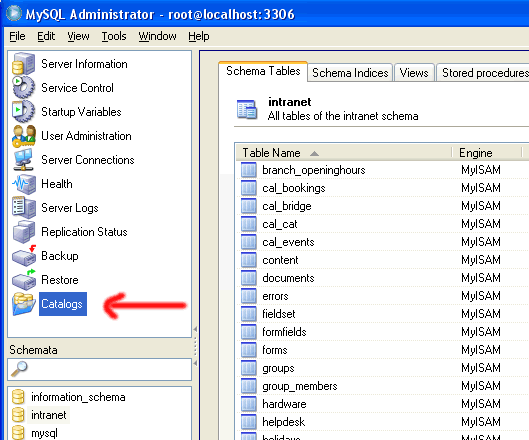 MySQL Administrator - root@localhost:3306
File Edit View Tools Window Help
Server Information
Service Control
Startup Variables
User Administration
Server Connections
Health
Server Logs
Replication Status
Backup
Restore
Catalogs
Schemata
information_schema
intranet
mysql
Schema Tables Schema Indices Views Stored procedures
intranet
All tables of the intranet schema
Table Name Engine
branch_openinghours MyISAM
cal_bookings MyISAM
cal_bridge MyISAM
cal_cat MyISAM
cal_events MyISAM
content MyISAM
documents MyISAM
errors MyISAM
fieldset MyISAM
formfields MyISAM
forms MyISAM
groups MyISAM
group_members MyISAM
hardware MyISAM
helpdesk MyISAM